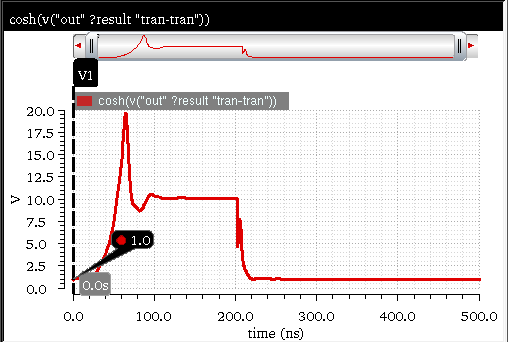 cosh(v("out" ?result "tran-tran"))
V1
cosh(v("out" ?result "tran-tran"))
20.0
17.5
15.0
12.5
V
10.0
7.5
5.0
1.0
2.5
0.0
0.0s
0.0 100.0 200.0 300.0 400.0 500.0
time (ns)